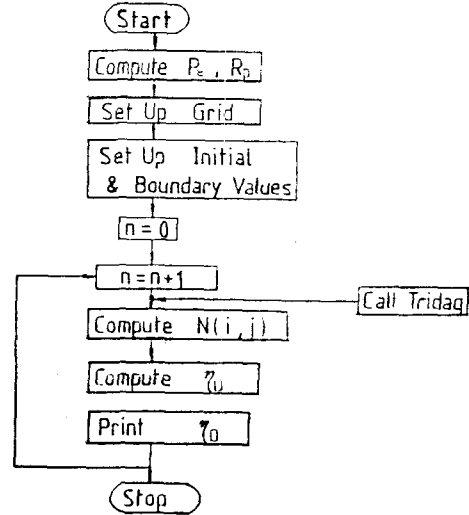 Start
Compute Pe, Rp
Set Up Grid
Set Up Initial
& Boundary Values
n = 0
n = n+1
Call Tridag
Compute N(i,j)
Compute η₀
Print η₀
Stop